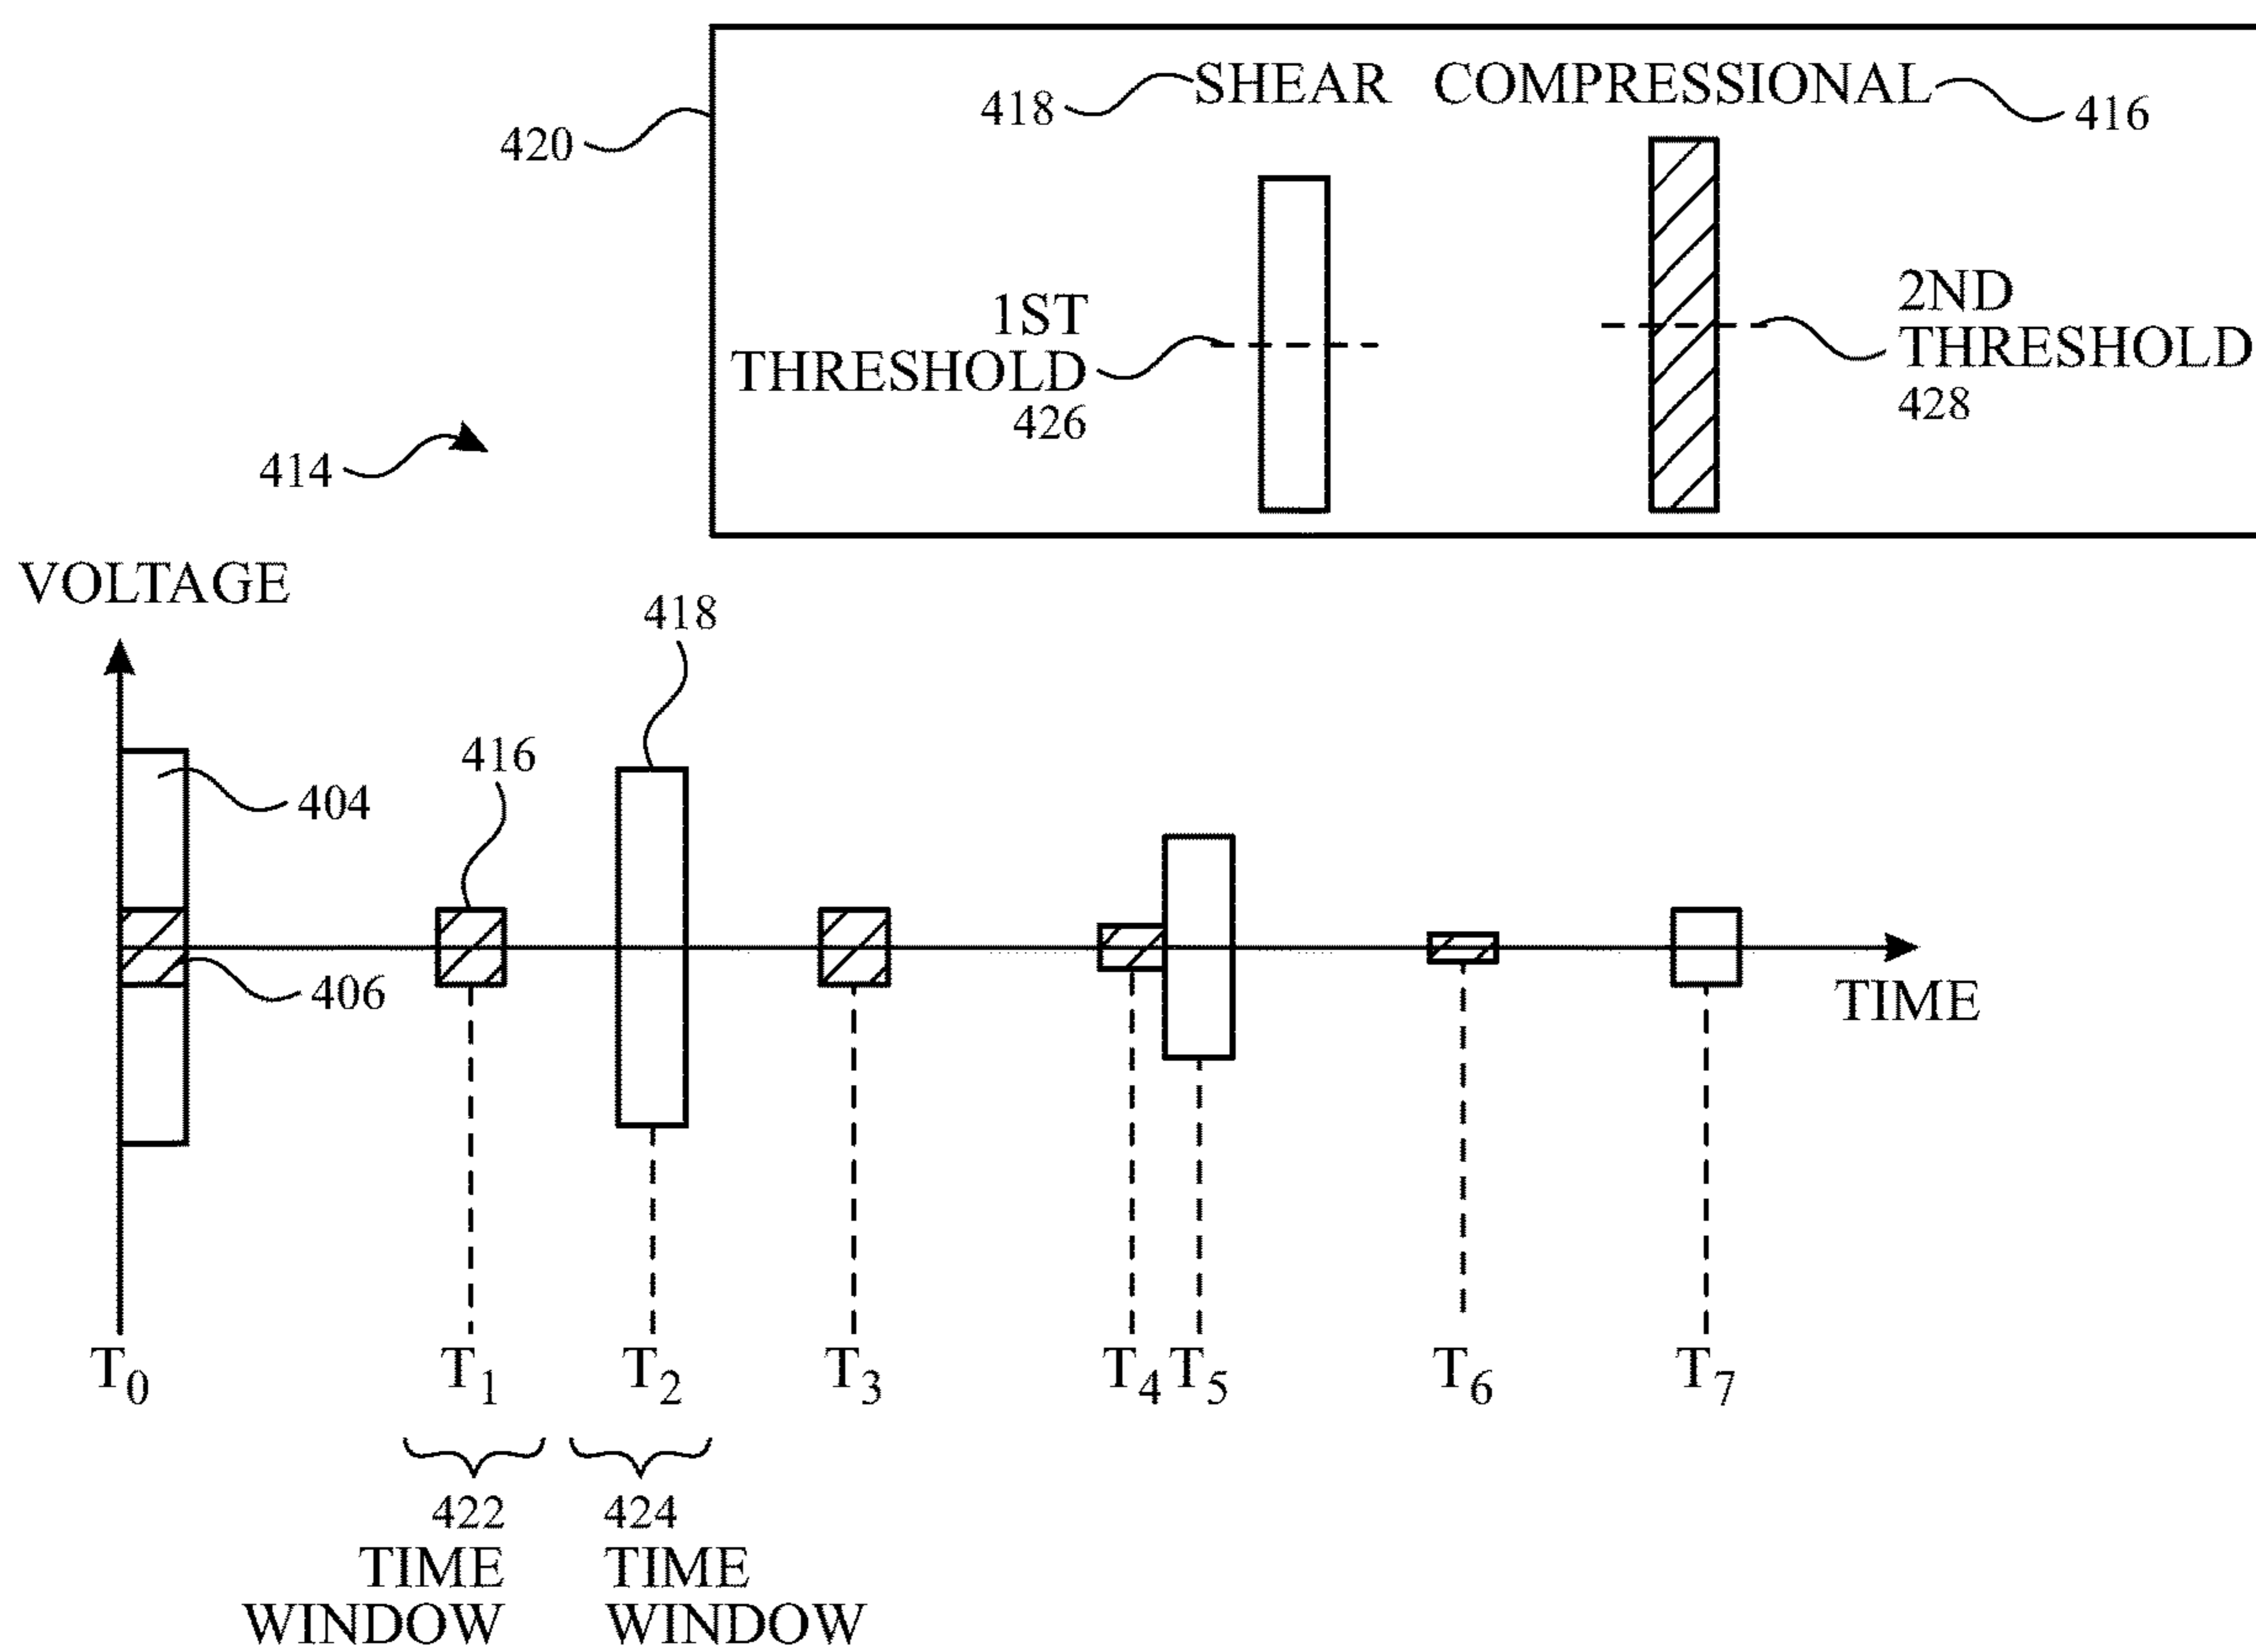 418 SHEAR COMPRESSIONAL 416
420
1ST
THRESHOLD
426
2ND
THRESHOLD
428
414
VOLTAGE
418
416
404
406
TIME
T0 T1 T2 T3 T4 T5 T6 T7
422
TIME
WINDOW
424
TIME
WINDOW